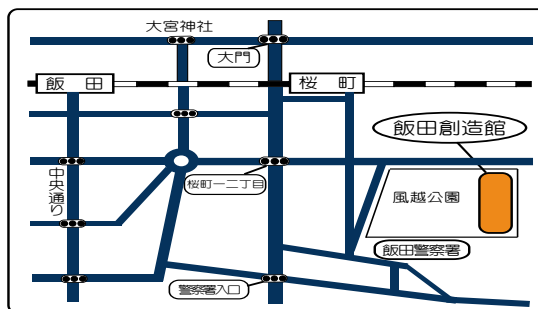 大宮神社
大門
飯田
桜町
飯田創造館
中央通り
桜町一二丁目
風越公園
飯田警察署
警察署入口